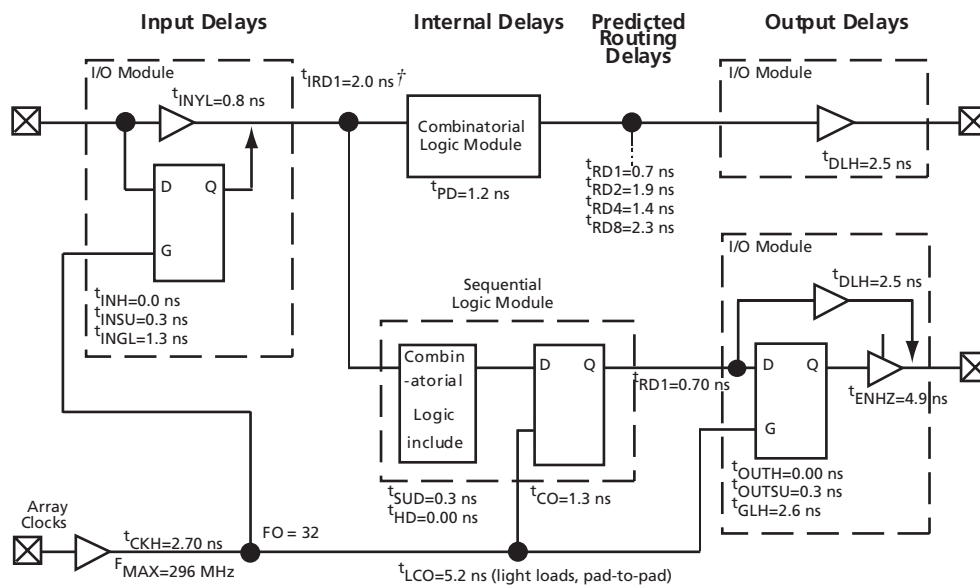 Input Delays
Internal Delays
Predicted
Routing
Delays
Output Delays
I/O Module
tINYL=0.8 ns
tIRD1=2.0 ns†
Combinatorial
Logic Module
tPD=1.2 ns
tRD1=0.7 ns
tRD2=1.9 ns
tRD4=1.4 ns
tRD8=2.3 ns
I/O Module
tDLH=2.5 ns
D Q
G
tINH=0.0 ns
tINSU=0.3 ns
tINGL=1.3 ns
Sequential
Logic Module
Combin
-atorial
Logic
include
D Q
tRD1=0.70 ns
tSUD=0.3 ns
tHD=0.00 ns
tCO=1.3 ns
I/O Module
tDLH=2.5 ns
D Q
G
tENHZ=4.9 ns
tOUTH=0.00 ns
tOUTSU=0.3 ns
tGLH=2.6 ns
Array
Clocks
tCKH=2.70 ns
FMAX=296 MHz
FO = 32
tLCO=5.2 ns (light loads, pad-to-pad)